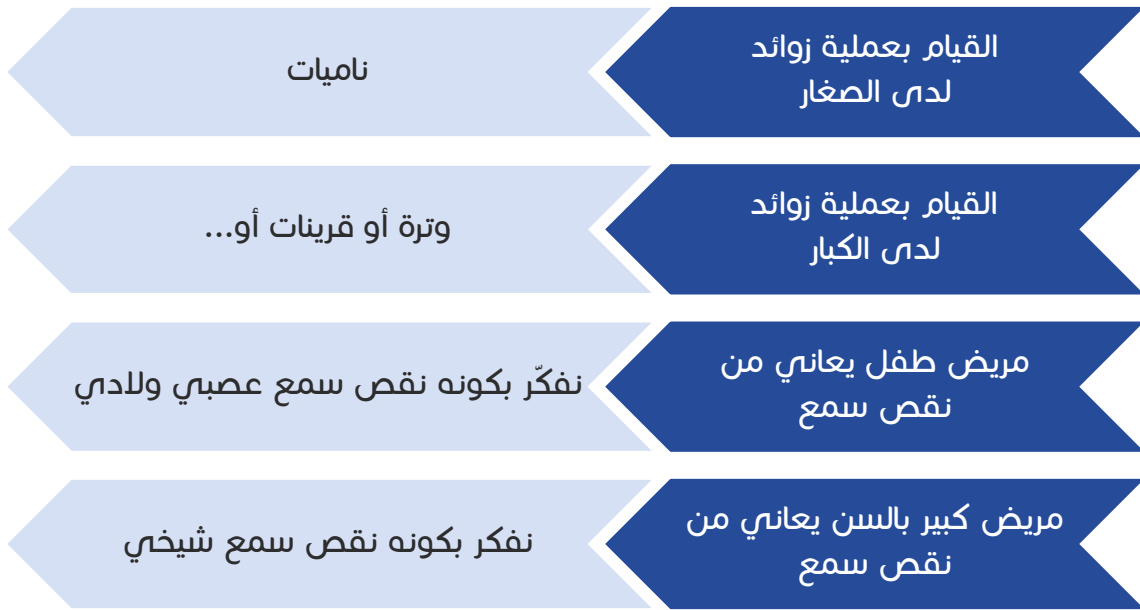 القيام بعملية زوائد
لدى الصغار
ناميات
القيام بعملية زوائد
لدى الكبار
وترة أو قرينات أو...
مريض طفل يعاني من
نقص سمع
نفكّر بكونه نقص سمع عصبي ولادي
مريض كبير بالسن يعاني من
نقص سمع
نفكر بكونه نقص سمع شيخي